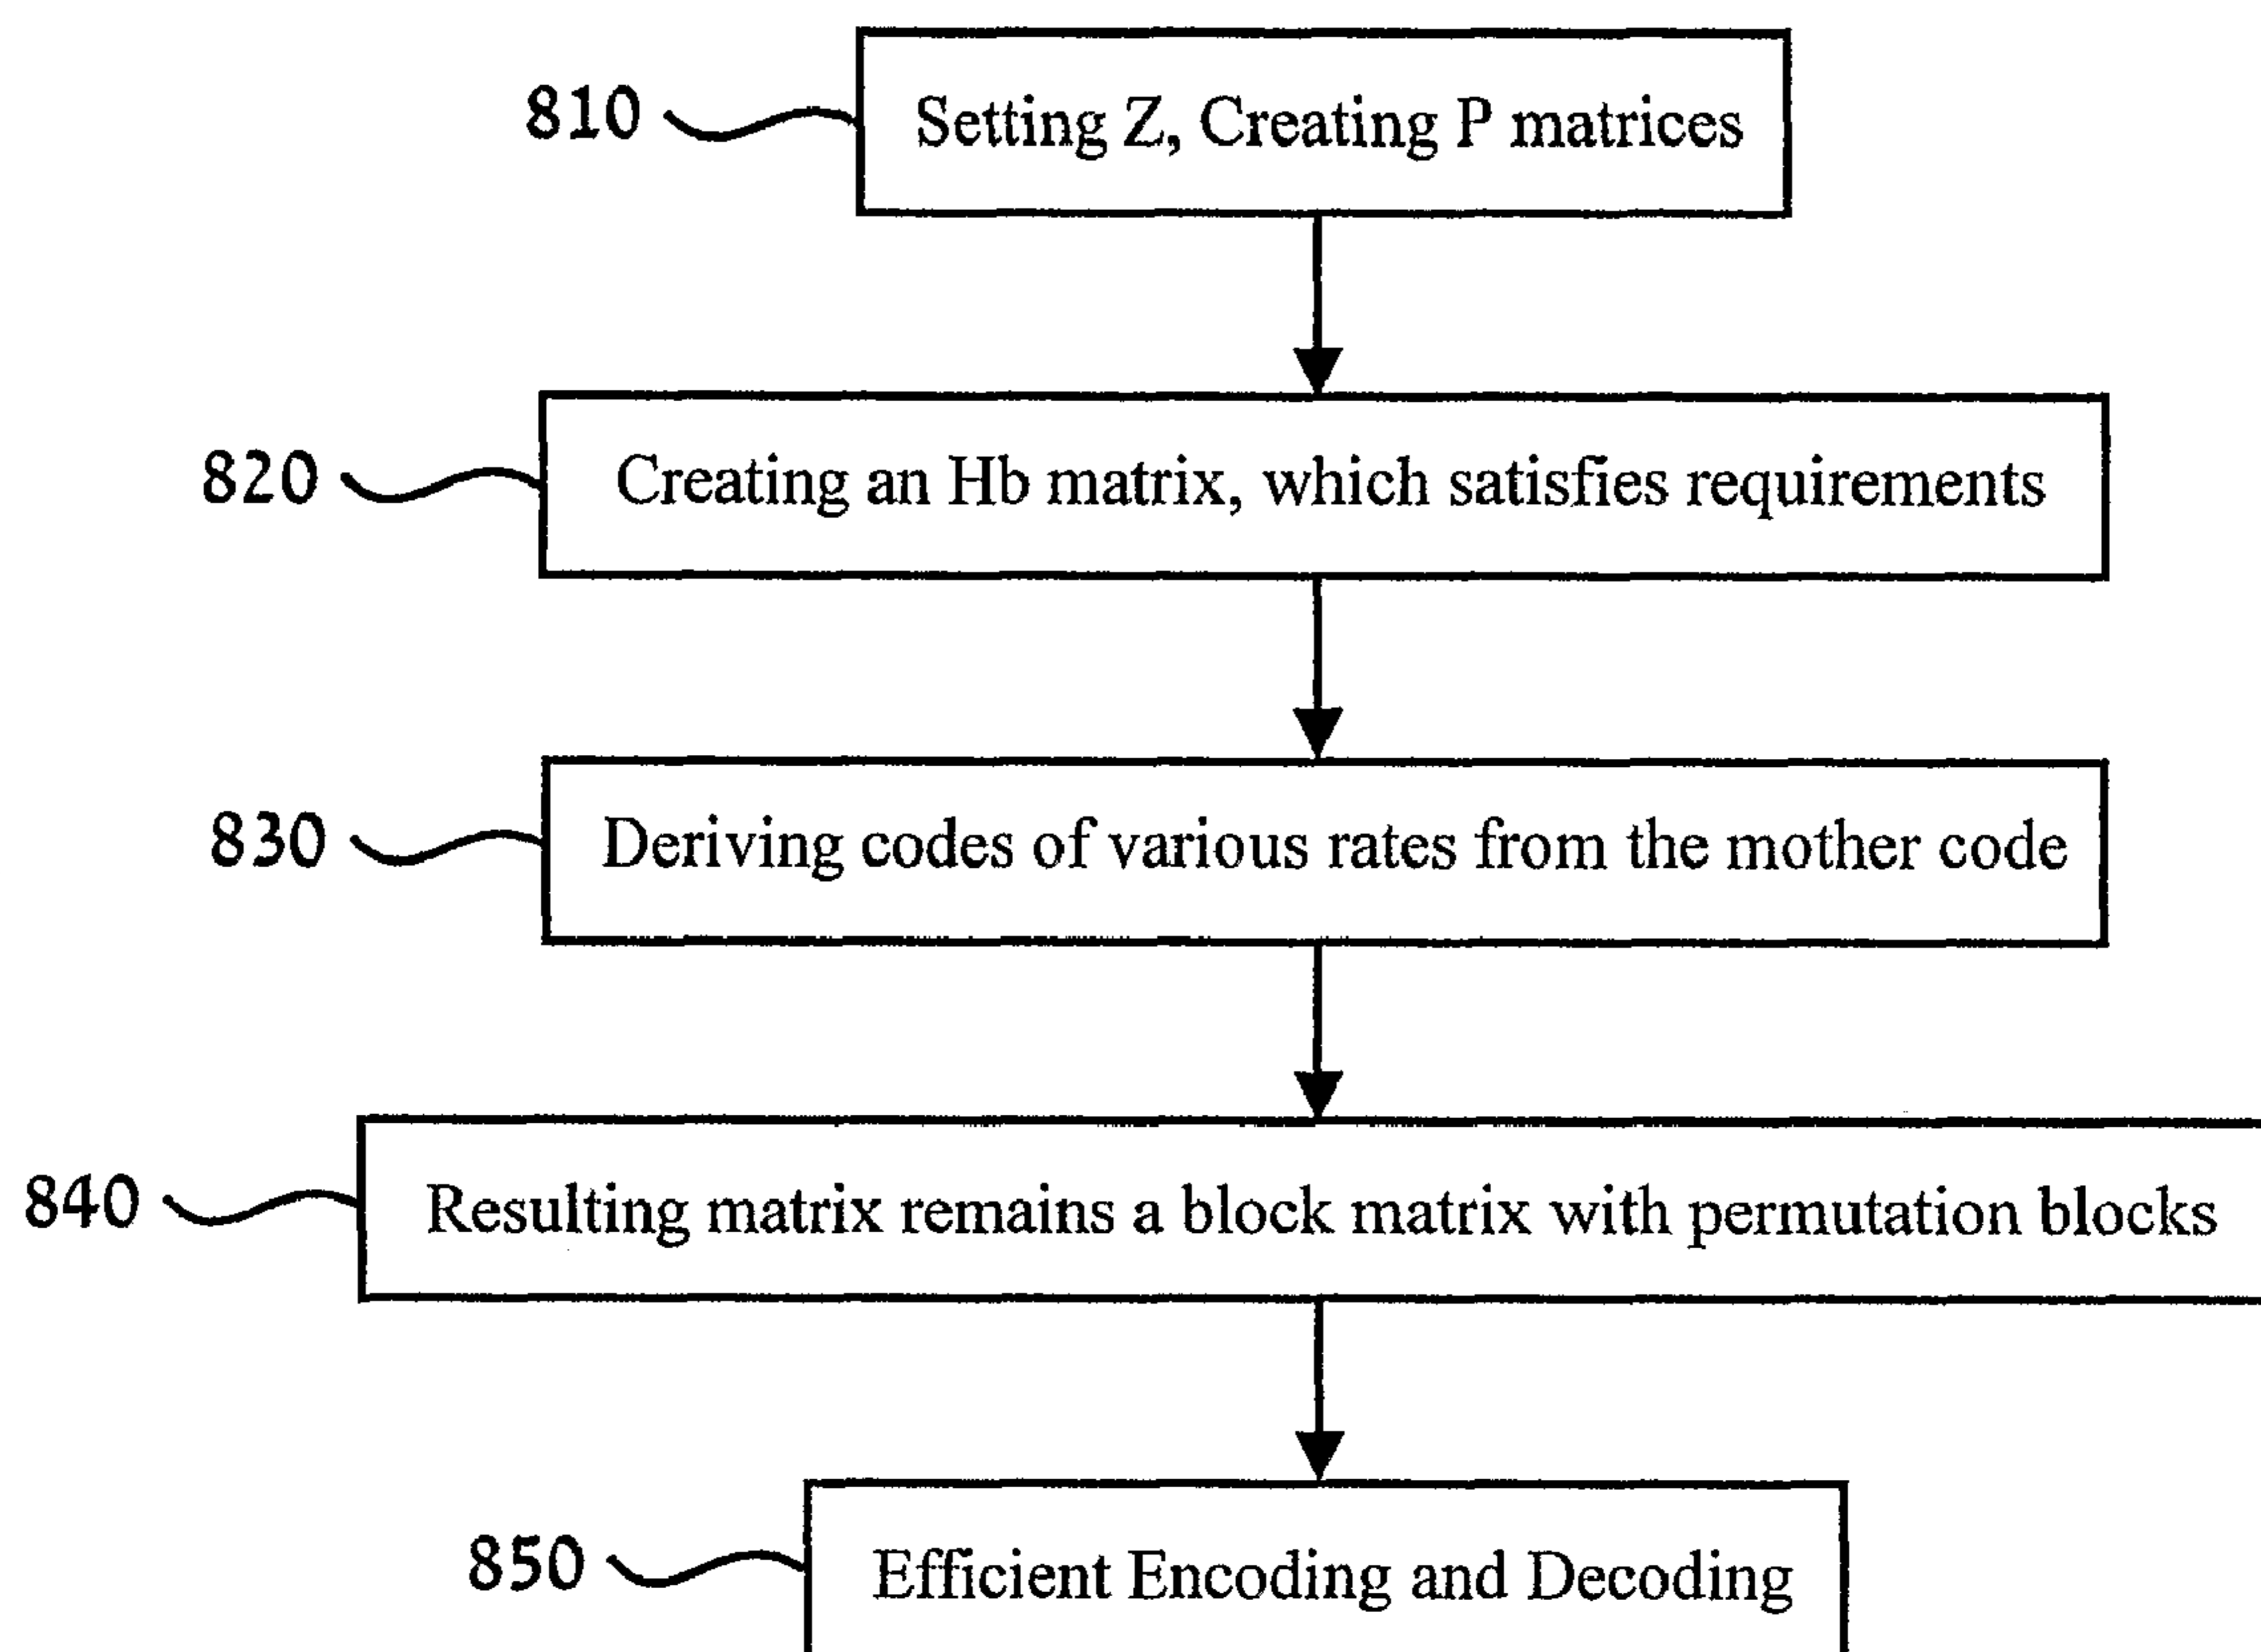 810 Setting Z, Creating P matrices
820 Creating an Hb matrix, which satisfies requirements
830 Deriving codes of various rates from the mother code
840 Resulting matrix remains a block matrix with permutation blocks
850 Efficient Encoding and Decoding